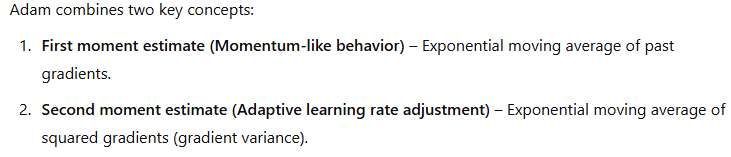 Adam combines two key concepts:
1. First moment estimate (Momentum-like behavior) – Exponential moving average of past
gradients.
2. Second moment estimate (Adaptive learning rate adjustment) – Exponential moving average of
squared gradients (gradient variance).